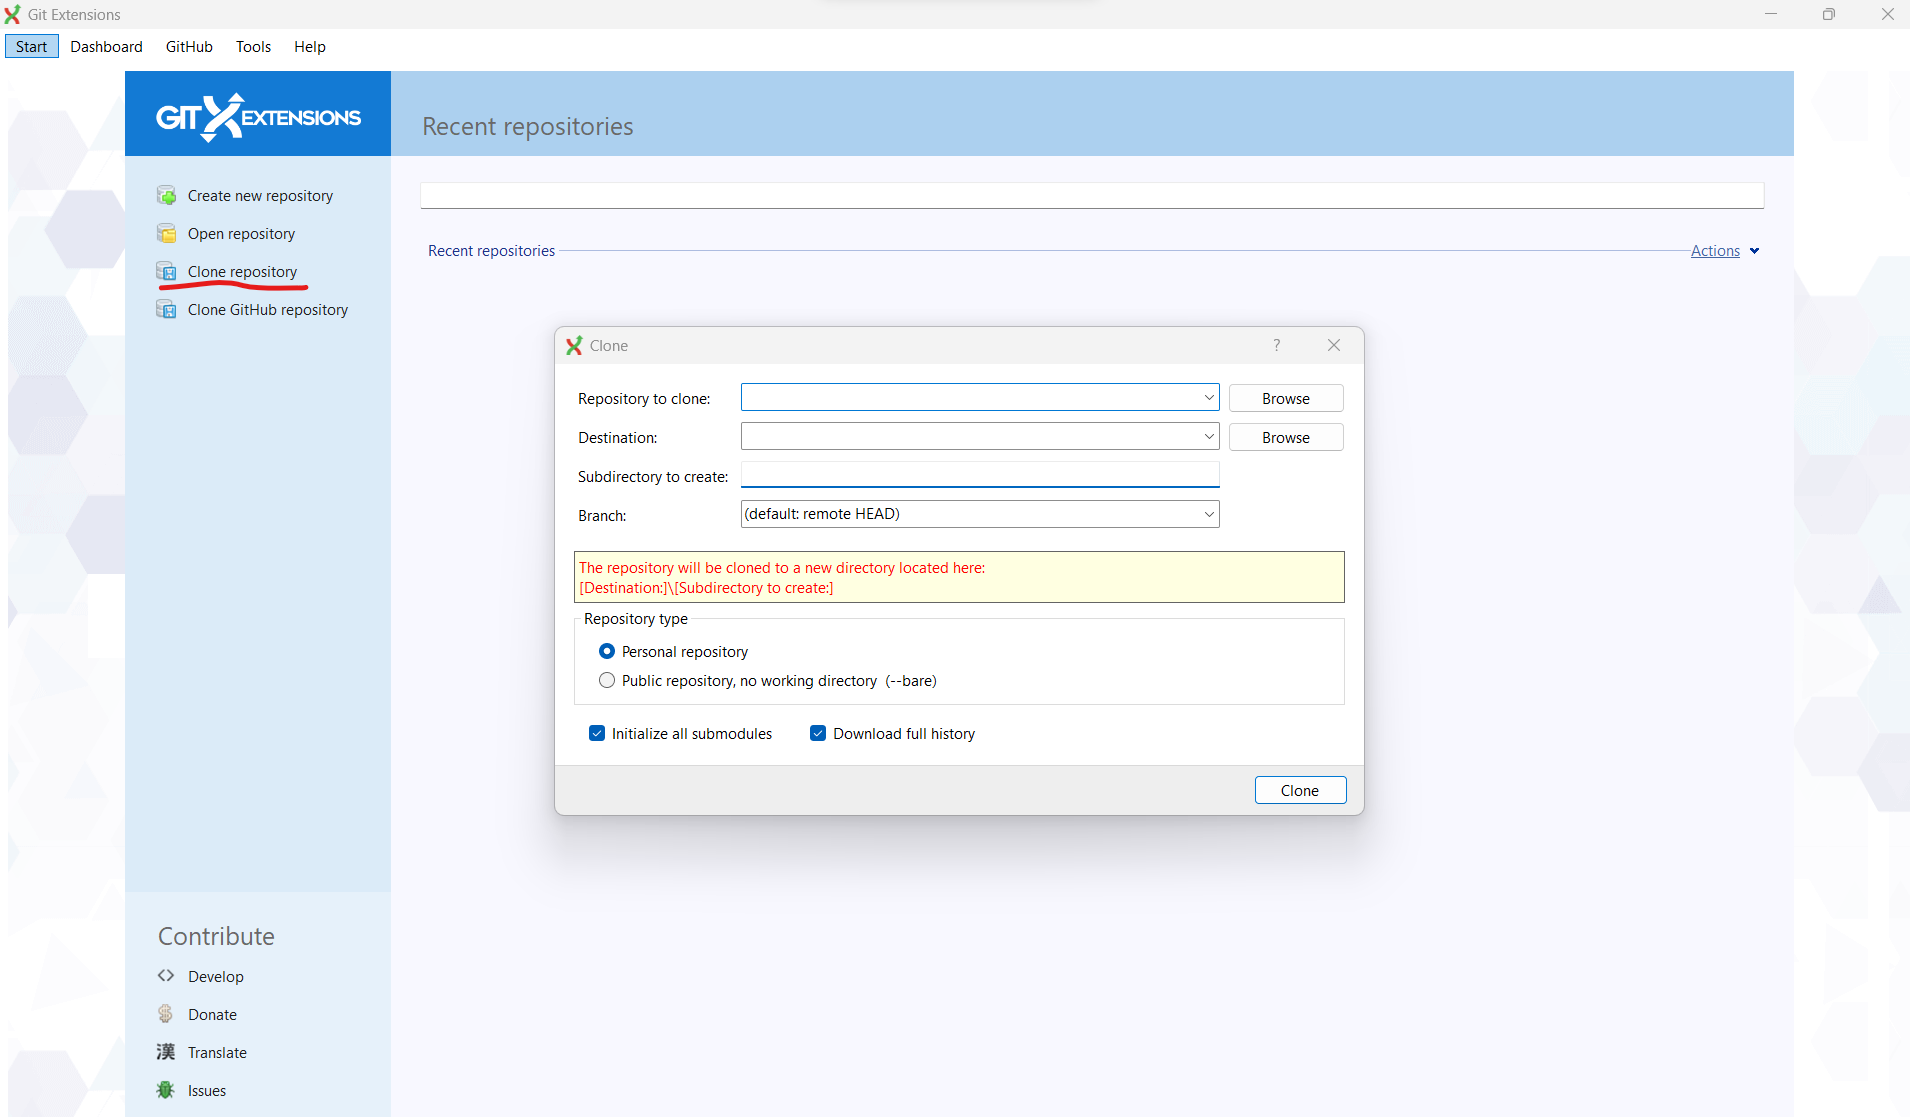 Git Extensions
Start Dashboard GitHub Tools Help
GIT EXTENSIONS
Recent repositories
Create new repository
Open repository
Clone repository
Clone GitHub repository
Recent repositories
Actions
Clone
?
Repository to clone:
Browse
Destination:
Browse
Subdirectory to create:
Branch:
(default: remote HEAD)
The repository will be cloned to a new directory located here:
[Destination:]\[Subdirectory to create:]
Repository type
Personal repository
Public repository, no working directory (--bare)
Initialize all submodules
Download full history
Clone
Contribute
<> Develop
Donate
漢 Translate
Issues